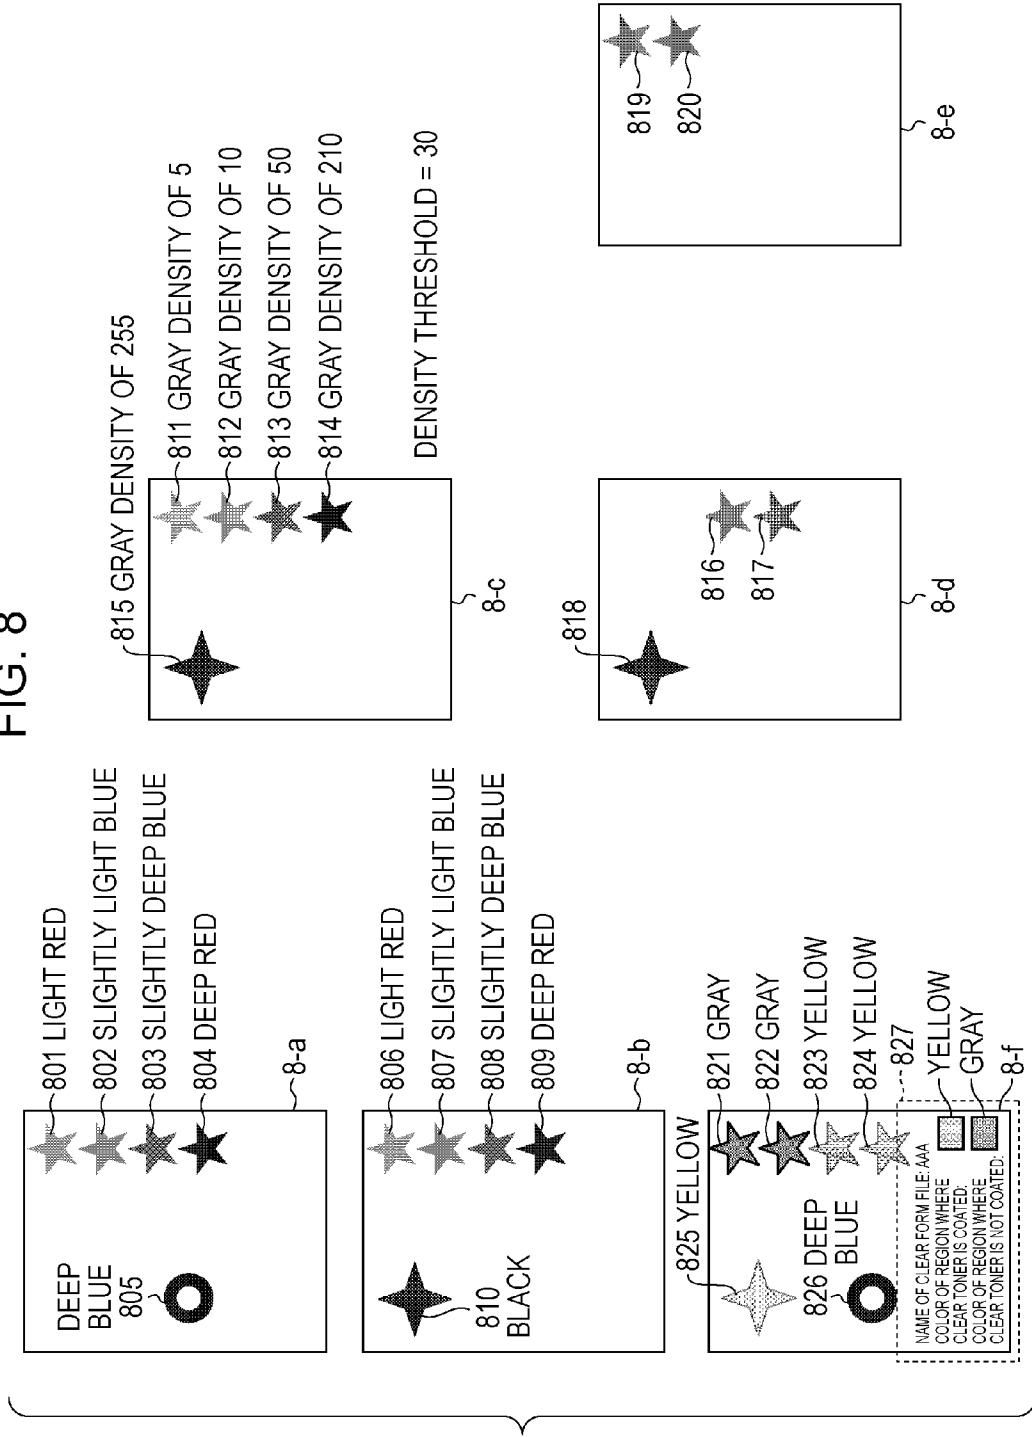 FIG. 8
801 LIGHT RED
802 SLIGHTLY LIGHT BLUE
803 SLIGHTLY DEEP BLUE
804 DEEP RED
DEEP
BLUE
805
8-a
806 LIGHT RED
807 SLIGHTLY LIGHT BLUE
808 SLIGHTLY DEEP BLUE
809 DEEP RED
810
BLACK
8-b
815 GRAY DENSITY OF 255
811 GRAY DENSITY OF 5
812 GRAY DENSITY OF 10
813 GRAY DENSITY OF 50
814 GRAY DENSITY OF 210
DENSITY THRESHOLD = 30
8-c
818
816
817
8-d
819
820
8-e
825 YELLOW
821 GRAY
822 GRAY
823 YELLOW
824 YELLOW
826 DEEP
BLUE
827
NAME OF CLEAR FORM FILE: AAA
COLOR OF REGION WHERE
CLEAR TONER IS COATED:
COLOR OF REGION WHERE
CLEAR TONER IS NOT COATED:
YELLOW
GRAY
8-f